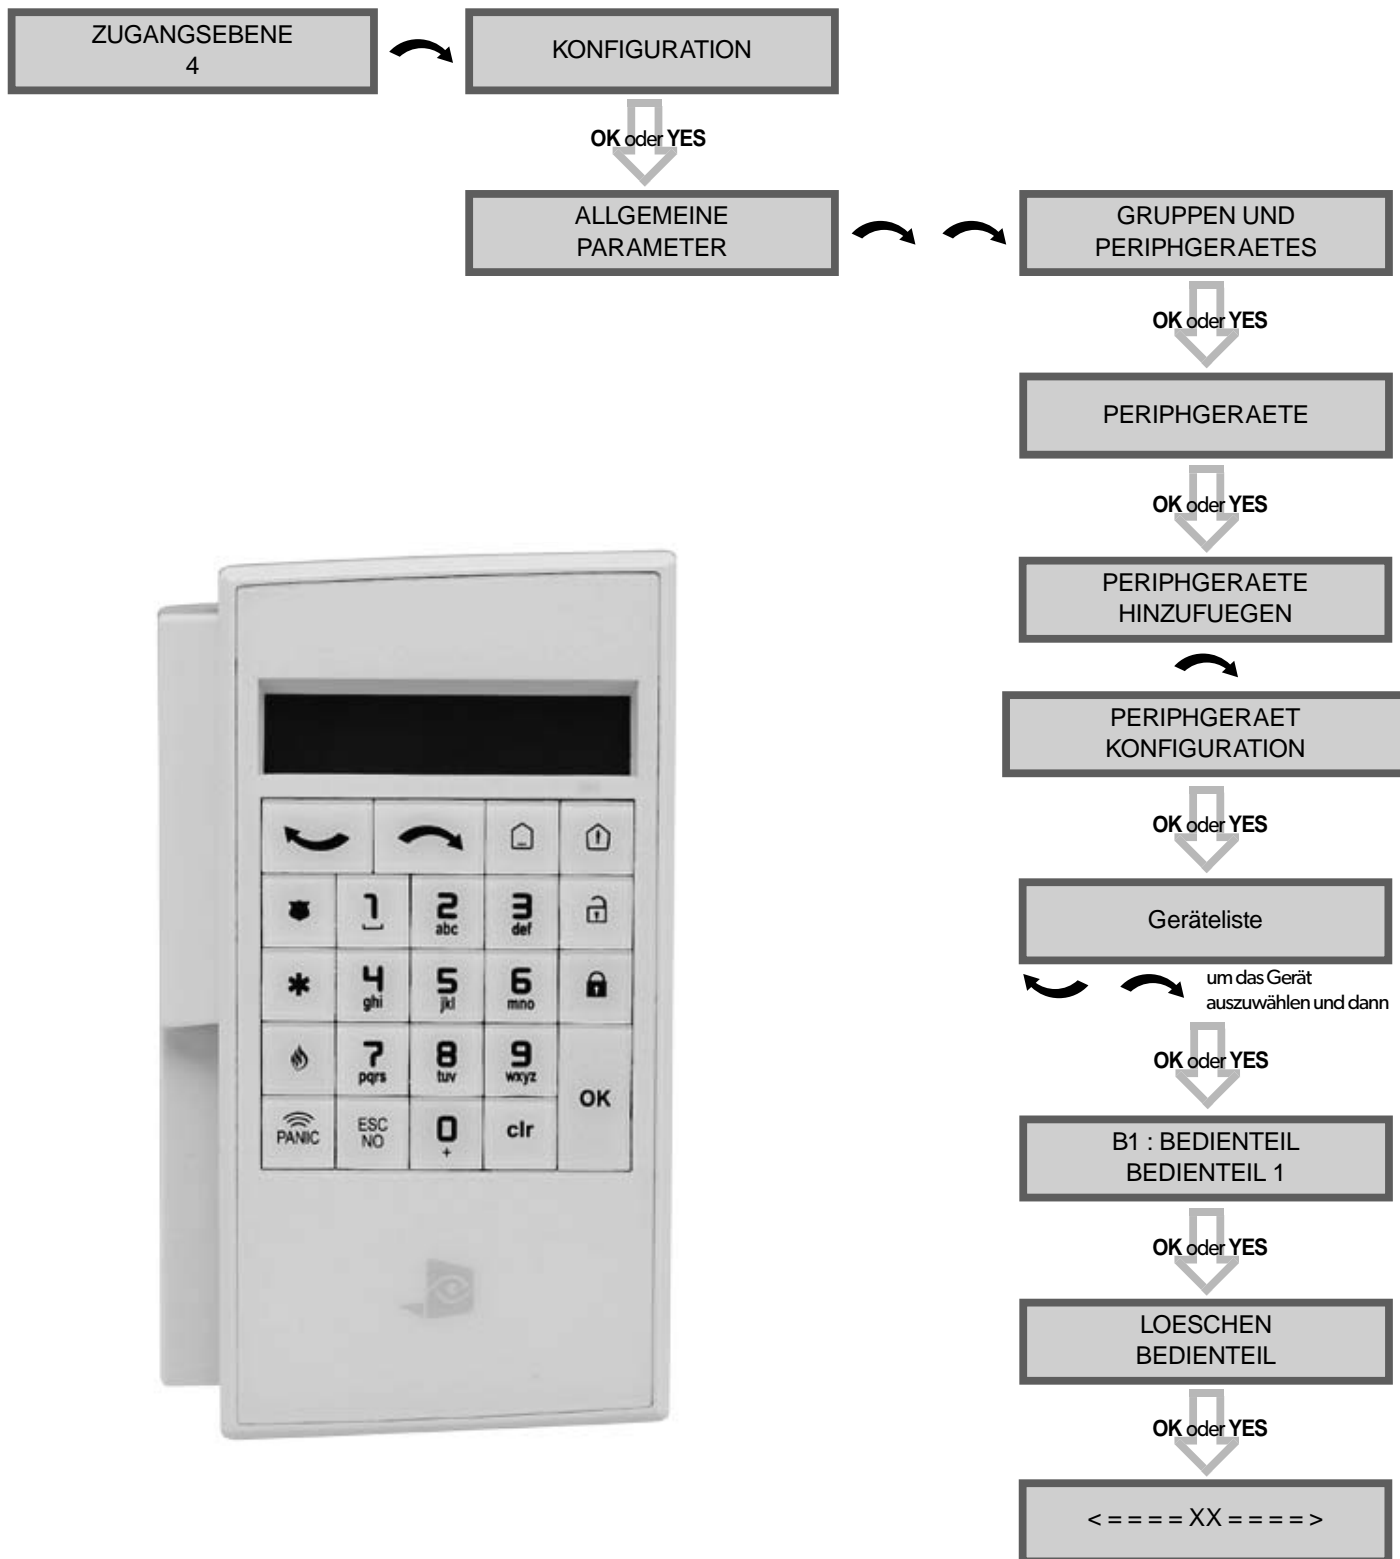 ZUGANGSEBENE
4
KONFIGURATION
OK oder YES
ALLGEMEINE
PARAMETER
GRUPPEN UND
PERIPHGERAETES
OK oder YES
PERIPHGERAETE
OK oder YES
PERIPHGERAETE
HINZUFUEGEN
PERIPHGERAET
KONFIGURATION
OK oder YES
Geräteliste
um das Gerät
auszuwählen und dann
OK oder YES
B1 : BEDIENTEIL
BEDIENTEIL 1
OK oder YES
LOESCHEN
BEDIENTEIL
OK oder YES
< = = = = XX = = = = >
1 2 3
abc def
4 5 6
ghi jkl mno
7 8 9
pqrs tuv wxyz
OK
PANIC
ESC
NO
0
+
clr